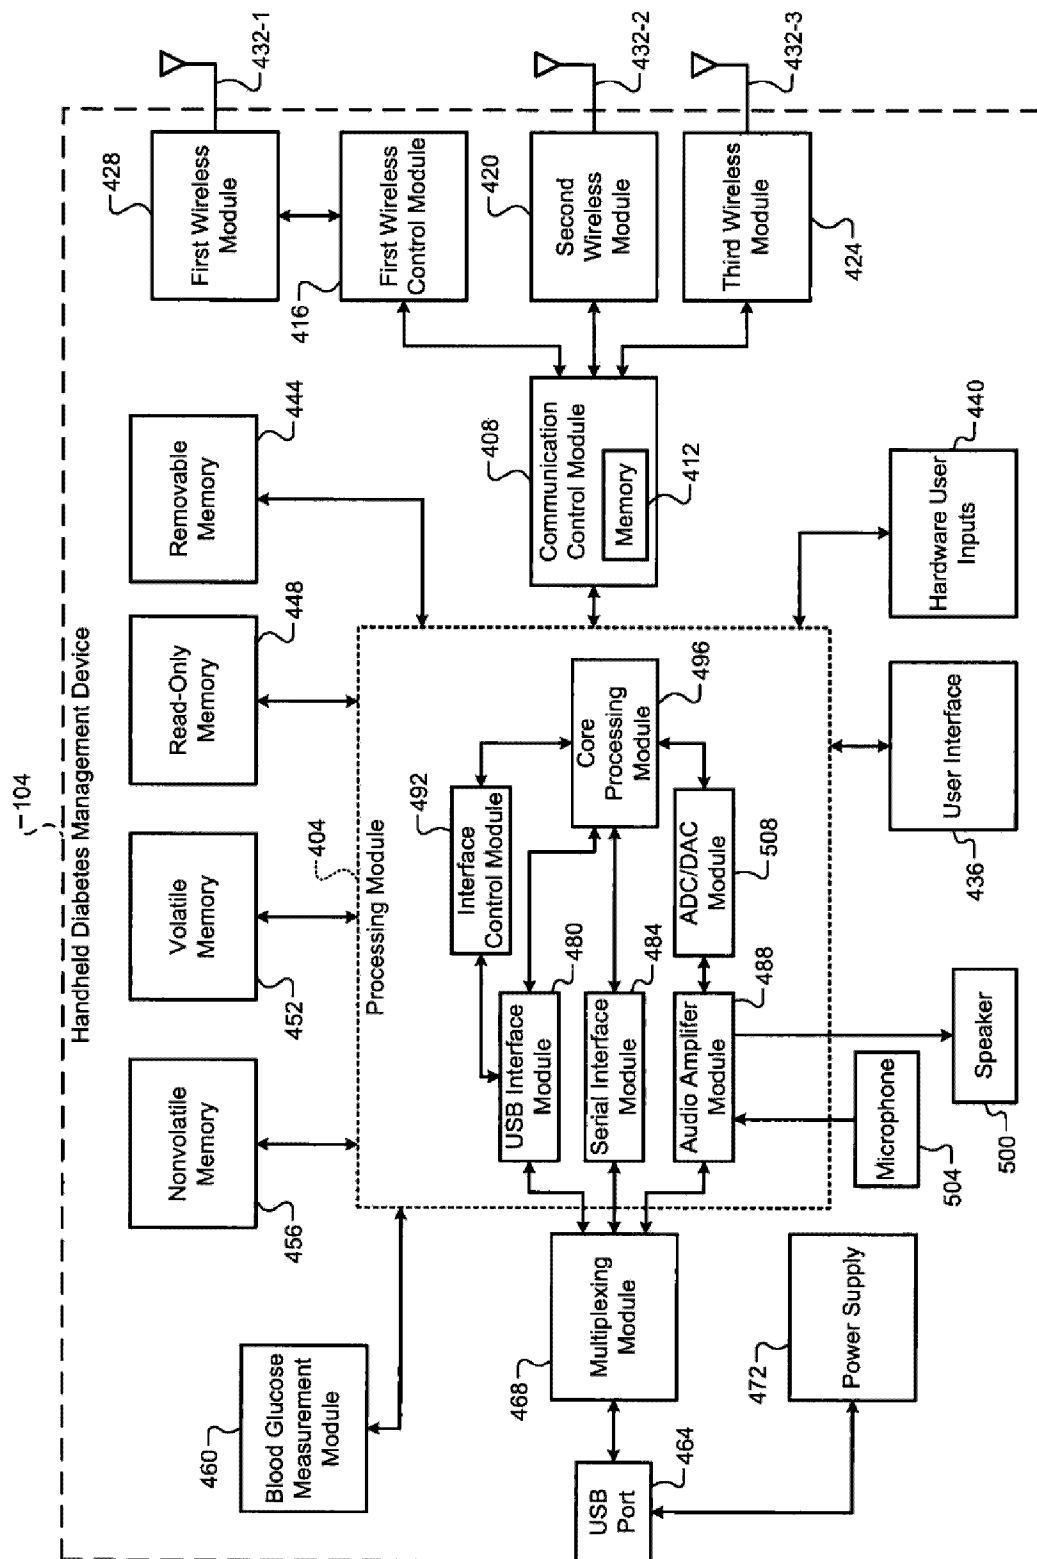 104
Handheld Diabetes Management Device
460
Blood Glucose
Measurement
Module
456
Nonvolatile
Memory
452
Volatile
Memory
448
Read-Only
Memory
444
Removable
Memory
428
First Wireless
Module
432-1
416
First Wireless
Control Module
420
Second
Wireless
Module
432-2
Third Wireless
Module
424
432-3
408
Communication
Control Module
Memory
412
404
Processing Module
492
Interface
Control Module
Core
Processing
Module
496
USB Interface
Module
480
Serial Interface
Module
484
Audio Amplifer
Module
488
ADC/DAC
Module
508
468
Multiplexing
Module
USB
Port
464
472
Power Supply
Microphone
504
Speaker
500
User Interface
436
Hardware User
Inputs
440